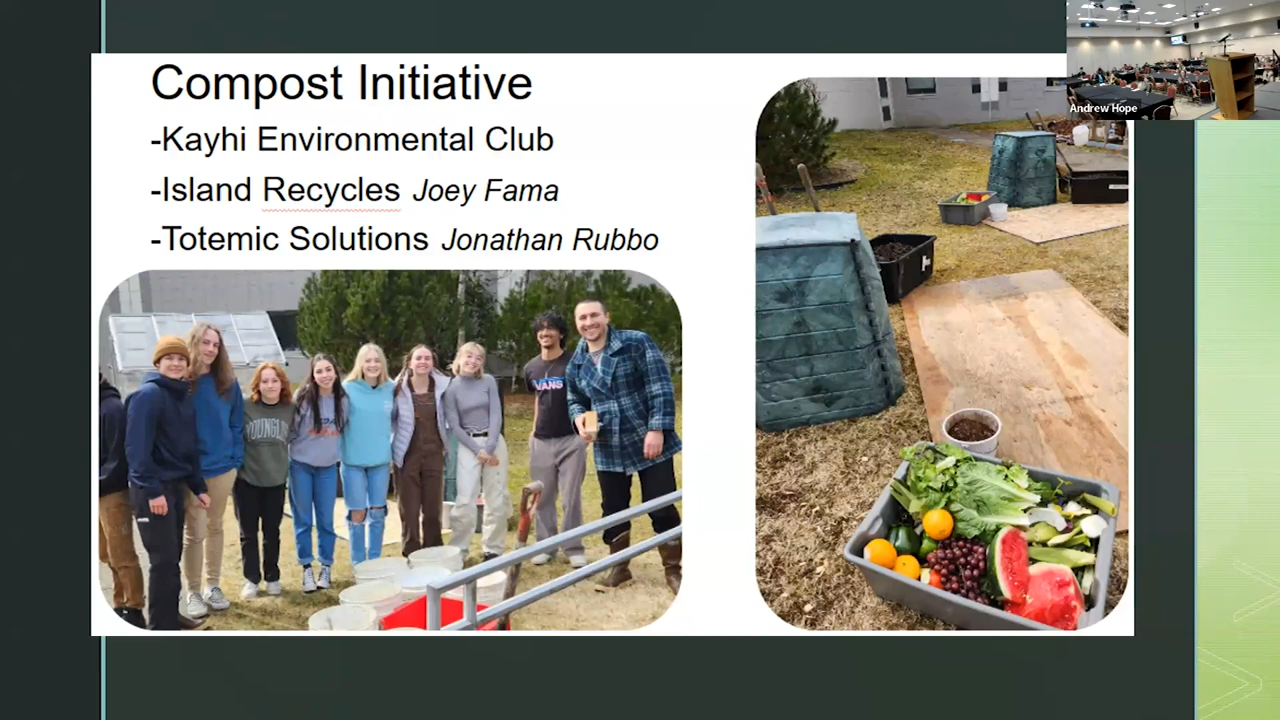 Compost Initiative
-Kayhi Environmental Club
-Island Recycles Joey Fama
-Totemic Solutions Jonathan Rubbo
Andrew Hope
VANS